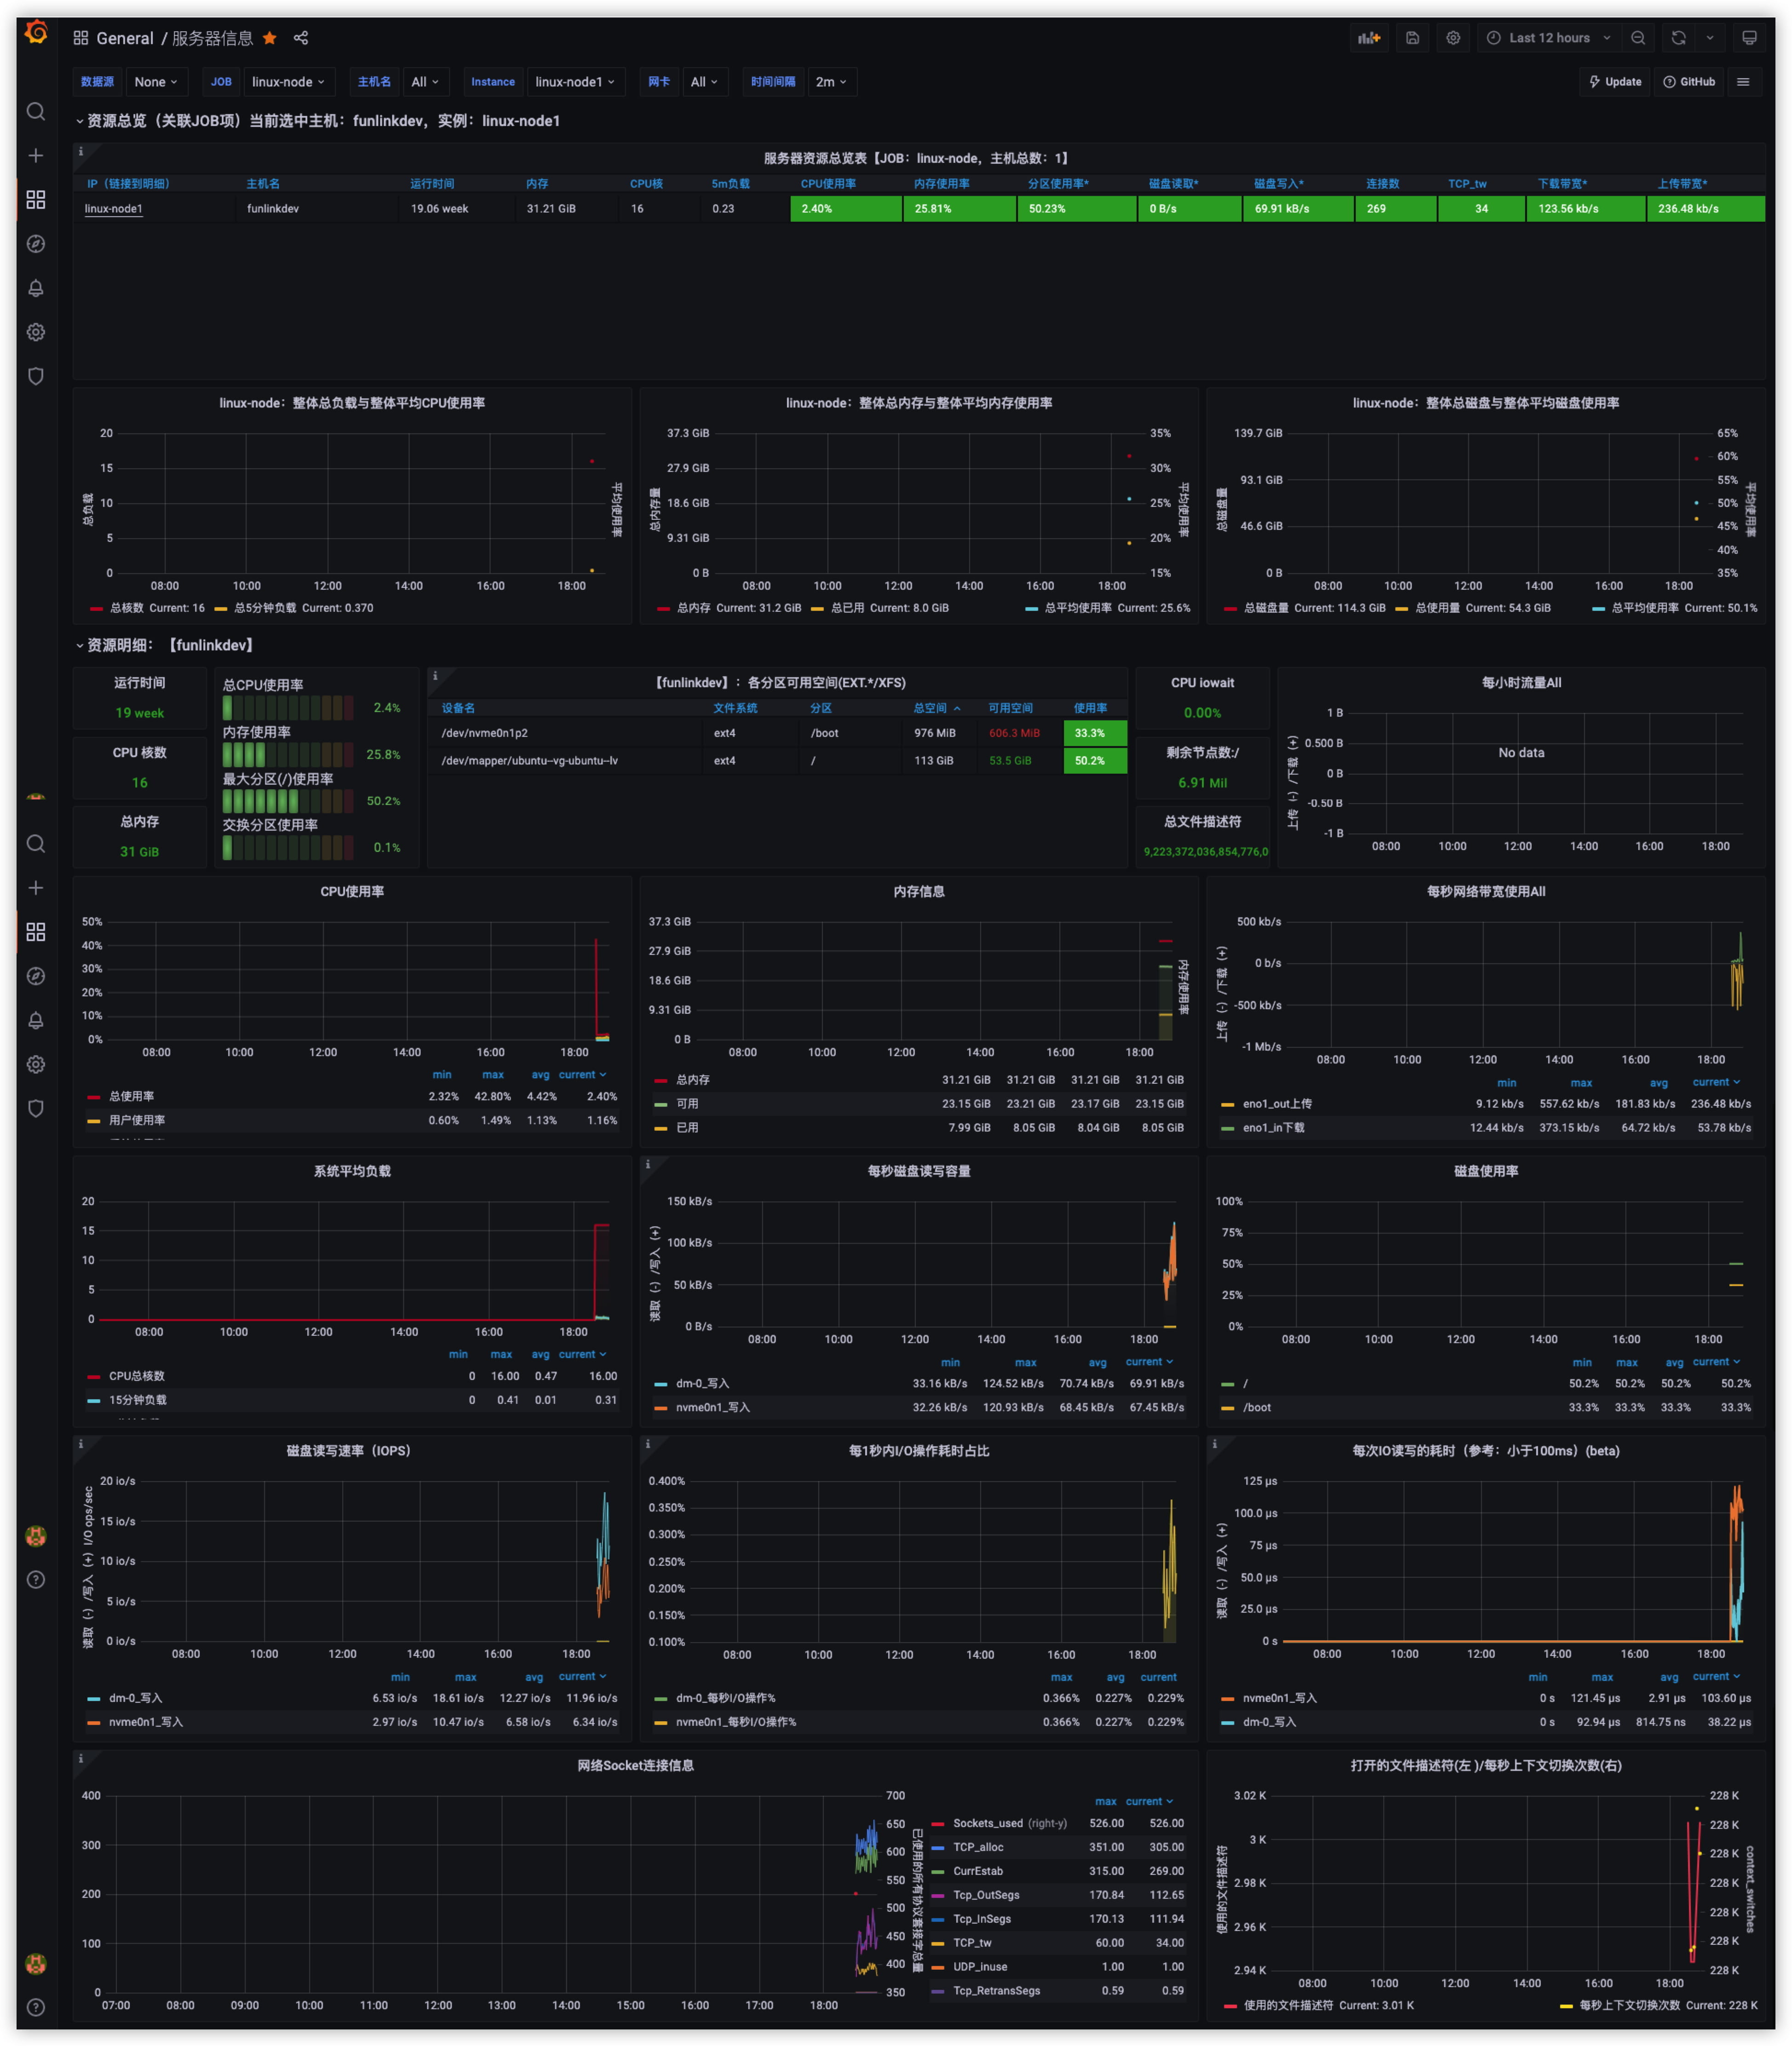 General / 服务器信息
Last 12 hours
数据源 None JOB linux-node 主机名 All Instance linux-node1 网卡 All 时间间隔 2m Update GitHub
资源总览（关联JOB项）当前选中主机：funlinkdev，实例：linux-node1
服务器资源总览表【JOB：linux-node，主机总数：1】
IP（链接到明细） 主机名 运行时间 内存 CPU核 5m负载 CPU使用率 内存使用率 分区使用率* 磁盘读取* 磁盘写入* 连接数 TCP_tw 下载带宽* 上传带宽*
linux-node1 funlinkdev 19.06 week 31.21 GiB 16 0.23 2.40% 25.81% 50.23% 0 B/s 69.91 kB/s 269 34 123.56 kb/s 236.48 kb/s
linux-node：整体总负载与整体平均CPU使用率
20
15
10
5
0
总负载
平均使用率
08:00 10:00 12:00 14:00 16:00 18:00
总核数 Current: 16 总5分钟负载 Current: 0.370
linux-node：整体总内存与整体平均内存使用率
37.3 GiB 35%
27.9 GiB 30%
18.6 GiB 25%
9.31 GiB 20%
0 B 15%
总内存量
平均使用率
08:00 10:00 12:00 14:00 16:00 18:00
总内存 Current: 31.2 GiB 总已用 Current: 8.0 GiB 总平均使用率 Current: 25.6%
linux-node：整体总磁盘与整体平均磁盘使用率
139.7 GiB
93.1 GiB
46.6 GiB
0 B
65%
60%
55%
50%
45%
40%
35%
总磁盘量
平均使用率
08:00 10:00 12:00 14:00 16:00 18:00
总磁盘量 Current: 114.3 GiB 总使用量 Current: 54.3 GiB 总平均使用率 Current: 50.1%
资源明细：【funlinkdev】
运行时间
19 week
CPU 核数
16
总内存
31 GiB
总CPU使用率
2.4%
内存使用率
25.8%
最大分区(/)使用率
50.2%
交换分区使用率
0.1%
【funlinkdev】：各分区可用空间(EXT.*/XFS)
设备名 文件系统 分区 总空间 可用空间 使用率
/dev/nvme0n1p2 ext4 /boot 976 MiB 606.3 MiB 33.3%
/dev/mapper/ubuntu--vg-ubuntu--lv ext4 / 113 GiB 53.5 GiB 50.2%
CPU iowait
0.00%
剩余节点数:/
6.91 Mil
总文件描述符
9,223,372,036,854,776,0
每小时流量All
1 B
0.500 B
0 B
-0.50 B
-1 B
上传（-）/下载（+）
No data
08:00 10:00 12:00 14:00 16:00 18:00
CPU使用率
50%
40%
30%
20%
10%
0%
08:00 10:00 12:00 14:00 16:00 18:00
min max avg current
总使用率 2.32% 42.80% 4.42% 2.40%
用户使用率 0.60% 1.49% 1.13% 1.16%
内存信息
37.3 GiB
27.9 GiB
18.6 GiB
9.31 GiB
0 B
内存使用率
08:00 10:00 12:00 14:00 16:00 18:00
总内存 31.21 GiB 31.21 GiB 31.21 GiB 31.21 GiB
可用 23.15 GiB 23.21 GiB 23.17 GiB 23.15 GiB
已用 7.99 GiB 8.05 GiB 8.04 GiB 8.05 GiB
每秒网络带宽使用All
500 kb/s
0 b/s
-500 kb/s
-1 Mb/s
上传（-）/下载（+）
08:00 10:00 12:00 14:00 16:00 18:00
min max avg current
eno1_out上传 9.12 kb/s 557.62 kb/s 181.83 kb/s 236.48 kb/s
eno1_in下载 12.44 kb/s 373.15 kb/s 64.72 kb/s 53.78 kb/s
系统平均负载
20
15
10
5
0
08:00 10:00 12:00 14:00 16:00 18:00
min max avg current
CPU总核数 0 16.00 0.47 16.00
15分钟负载 0 0.41 0.01 0.31
每秒磁盘读写容量
150 kB/s
100 kB/s
50 kB/s
0 B/s
读取（-）/写入（+）
08:00 10:00 12:00 14:00 16:00 18:00
min max avg current
dm-0_写入 33.16 kB/s 124.52 kB/s 70.74 kB/s 69.91 kB/s
nvme0n1_写入 32.26 kB/s 120.93 kB/s 68.45 kB/s 67.45 kB/s
磁盘使用率
100%
75%
50%
25%
0%
08:00 10:00 12:00 14:00 16:00 18:00
min max avg current
/ 50.2% 50.2% 50.2% 50.2%
/boot 33.3% 33.3% 33.3% 33.3%
磁盘读写速率（IOPS）
20 io/s
15 io/s
10 io/s
5 io/s
0 io/s
读取（-）/写入（+）I/O ops/sec
08:00 10:00 12:00 14:00 16:00 18:00
min max avg current
dm-0_写入 6.53 io/s 18.61 io/s 12.27 io/s 11.96 io/s
nvme0n1_写入 2.97 io/s 10.47 io/s 6.58 io/s 6.34 io/s
每1秒内I/O操作耗时占比
0.400%
0.350%
0.300%
0.250%
0.200%
0.150%
0.100%
08:00 10:00 12:00 14:00 16:00 18:00
max avg current
dm-0_每秒I/O操作% 0.366% 0.227% 0.229%
nvme0n1_每秒I/O操作% 0.366% 0.227% 0.229%
每次IO读写的耗时（参考：小于100ms）(beta)
125 µs
100.0 µs
75 µs
50.0 µs
25.0 µs
0 s
读取（-）/写入（+）
08:00 10:00 12:00 14:00 16:00 18:00
min max avg current
nvme0n1_写入 0 s 121.45 µs 2.91 µs 103.60 µs
dm-0_写入 0 s 92.94 µs 814.75 ns 38.22 µs
网络Socket连接信息
400
300
200
100
0
700
650
600
550
500
450
400
350
已使用的所有协议套接字总量
07:00 08:00 09:00 10:00 11:00 12:00 13:00 14:00 15:00 16:00 17:00 18:00
max current
Sockets_used (right-y) 526.00 526.00
TCP_alloc 351.00 305.00
CurrEstab 315.00 269.00
Tcp_OutSegs 170.84 112.65
Tcp_InSegs 170.13 111.94
TCP_tw 60.00 34.00
UDP_inuse 1.00 1.00
Tcp_RetransSegs 0.59 0.59
打开的文件描述符(左 )/每秒上下文切换次数(右)
3.02 K
3 K
2.98 K
2.96 K
2.94 K
228 K
228 K
228 K
228 K
228 K
228 K
228 K
使用的文件描述符
context_switches
08:00 10:00 12:00 14:00 16:00 18:00
使用的文件描述符 Current: 3.01 K 每秒上下文切换次数 Current: 228 K